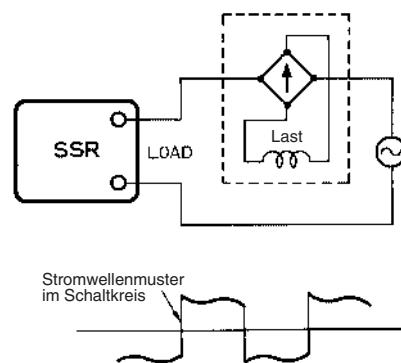 Last
SSR
LOAD
Stromwellenmuster
im Schaltkreis